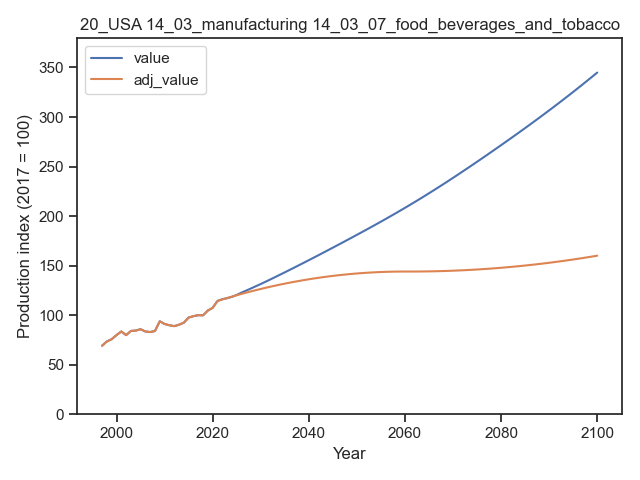 20_USA 14_03_manufacturing 14_03_07_food_beverages_and_tobacco
value
adj_value
Production index (2017 = 100)
350
300
250
200
150
100
50
0
2000 2020 2040 2060 2080 2100
Year